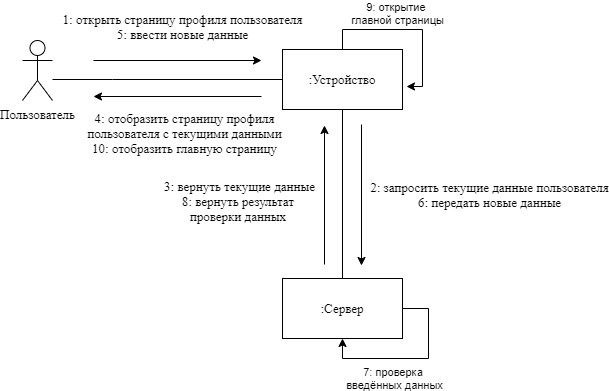 9: открытие
главной страницы
1: открыть страницу профиля пользователя
5: ввести новые данные
:Устройство
Пользователь
4: отобразить страницу профиля
пользователя с текущими данными
10: отобразить главную страницу
3: вернуть текущие данные
8: вернуть результат
проверки данных
2: запросить текущие данные пользователя
6: передать новые данные
:Сервер
7: проверка
введённых данных